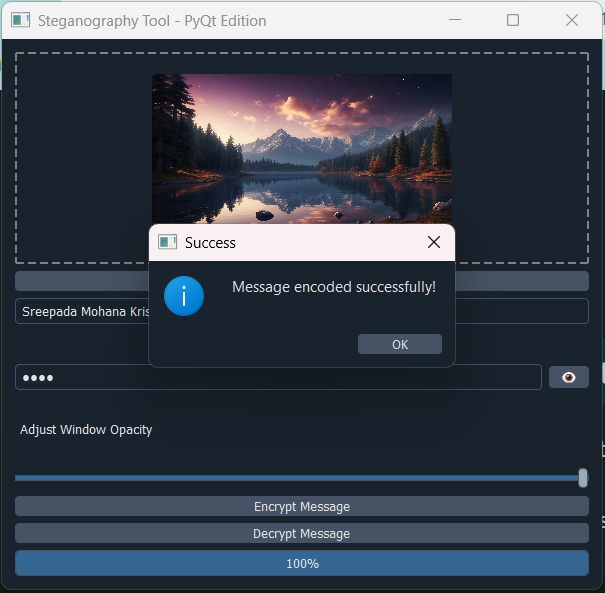 Steganography Tool - PyQt Edition
Success
Message encoded successfully!
OK
Sreepada Mohana
Adjust Window Opacity
Encrypt Message
Decrypt Message
100%